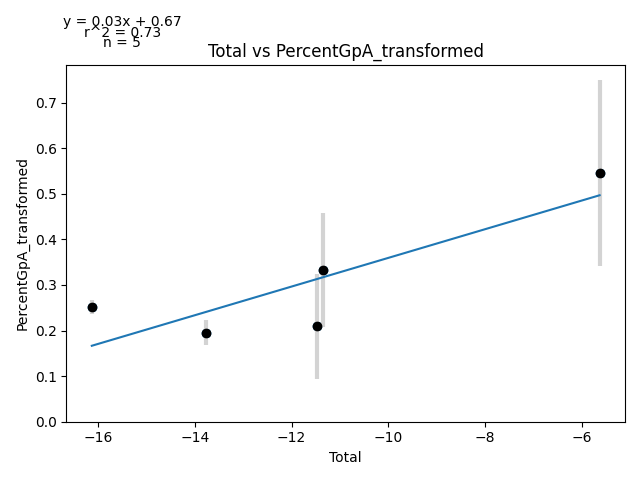 y = 0.03x + 0.67
r^2 = 0.73
n = 5
Total vs PercentGpA_transformed
PercentGpA_transformed
0.7
0.6
0.5
0.4
0.3
0.2
0.1
0.0
−16
−14
−12
−10
−8
−6
Total